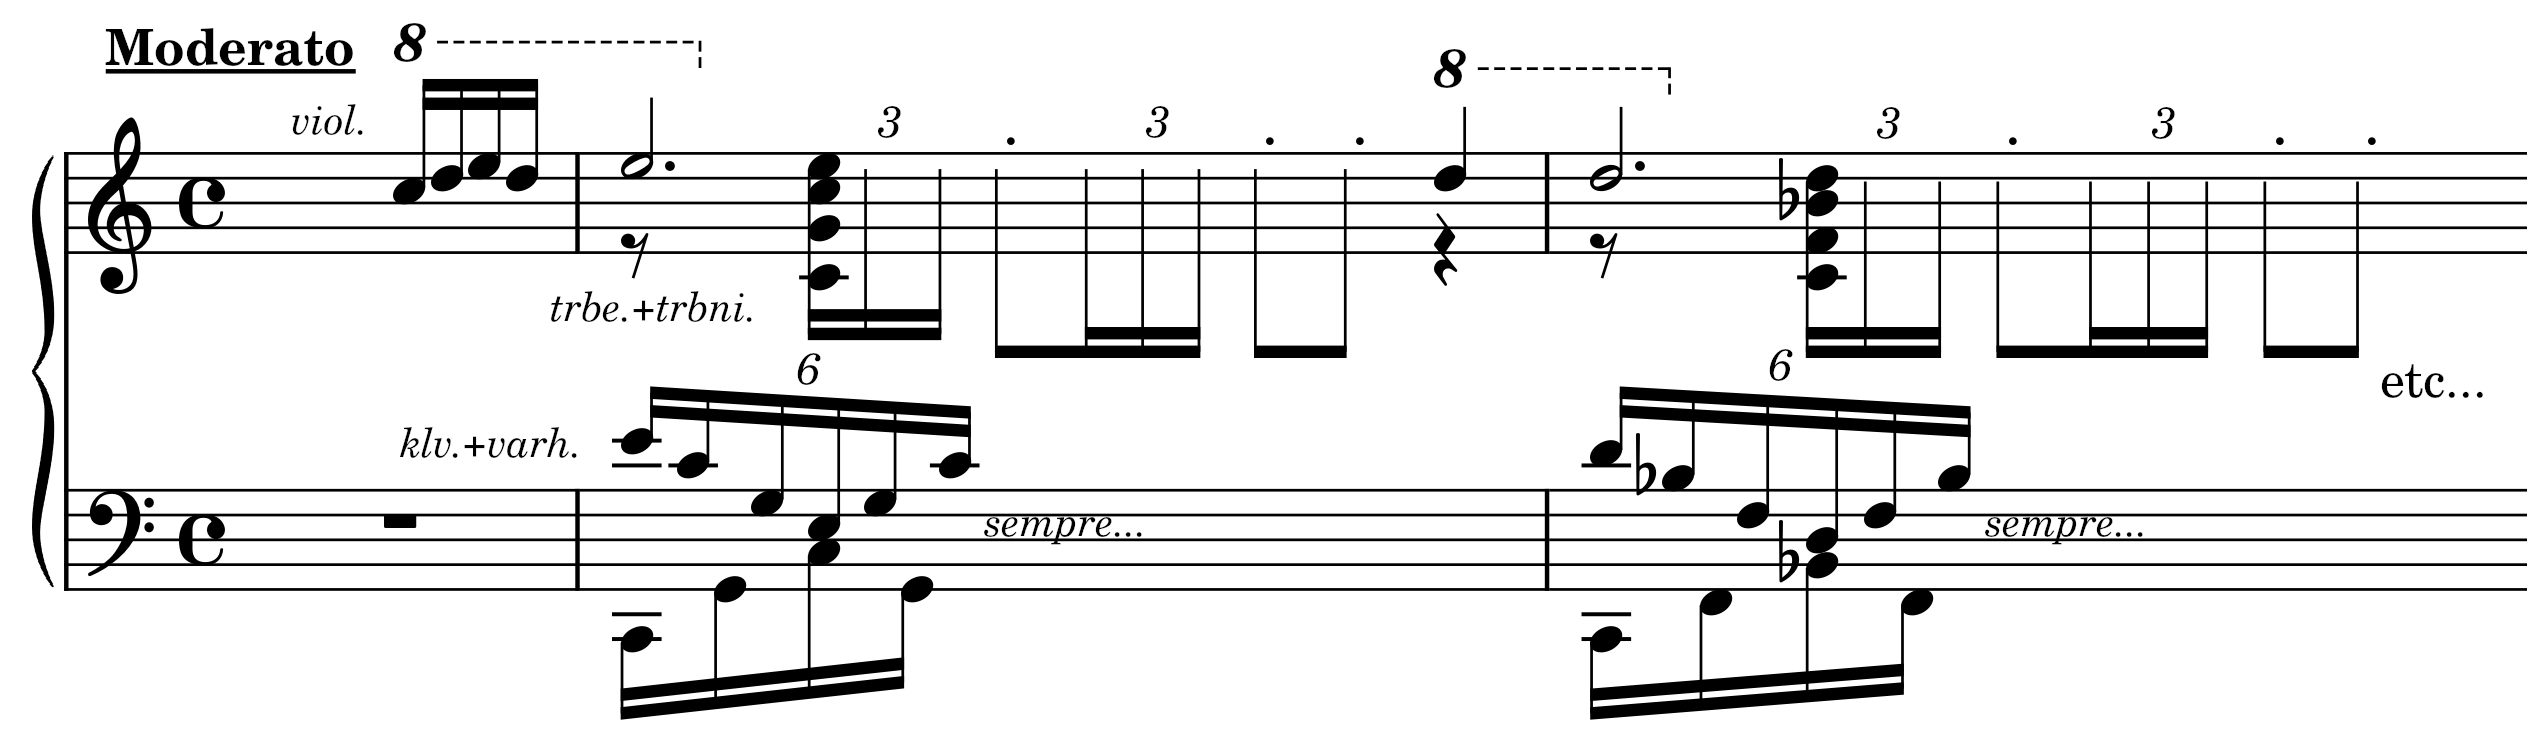 Moderato 8 8
viol. 3 3 3 3
trbe.+trbni.
6 6
etc...
klv.+varh.
sempre... sempre...